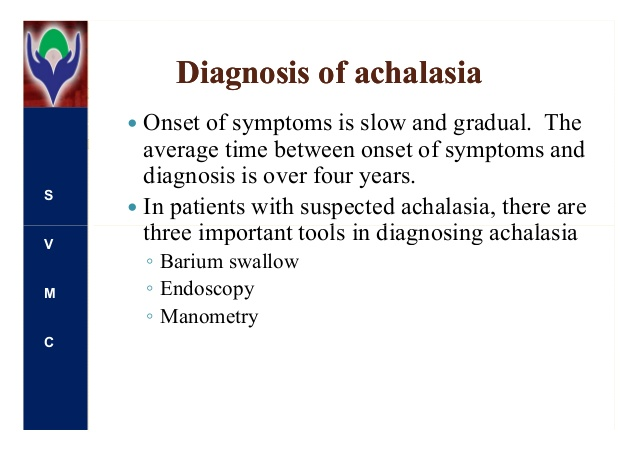 Diagnosis of achalasia
• Onset of symptoms is slow and gradual.  The
average time between onset of symptoms and
diagnosis is over four years.
• In patients with suspected achalasia, there are
three important tools in diagnosing achalasia
◦ Barium swallow
◦ Endoscopy
◦ Manometry
S
V
M
C